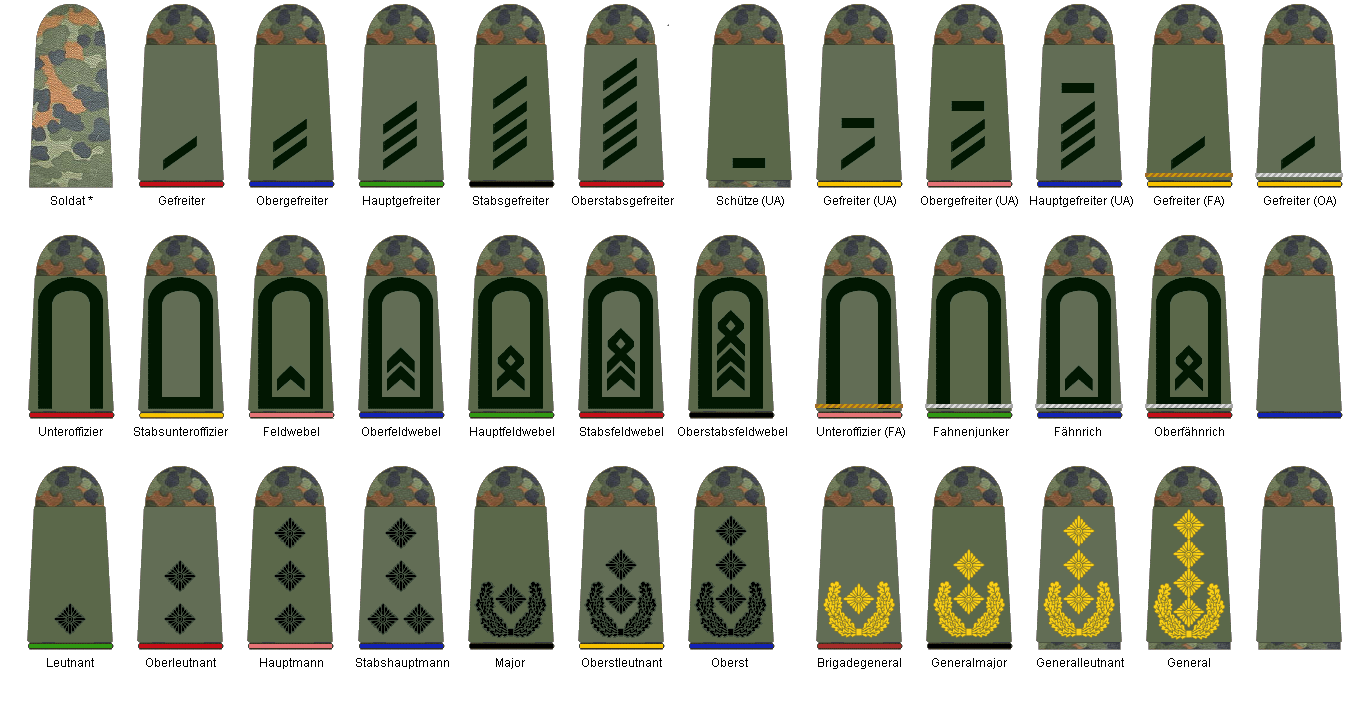 Soldat *
Gefreiter
Obergefreiter
Hauptgefreiter
Stabsgefreiter
Oberstabsgefreiter
Schütze (UA)
Gefreiter (UA)
Obergefreiter (UA)
Hauptgefreiter (UA)
Gefreiter (FA)
Gefreiter (OA)
Unteroffizier
Stabsunteroffizier
Feldwebel
Oberfeldwebel
Hauptfeldwebel
Stabsfeldwebel
Oberstabsfeldwebel
Unteroffizier (FA)
Fahnenjunker
Fähnrich
Oberfähnrich
Leutnant
Oberleutnant
Hauptmann
Stabshauptmann
Major
Oberstleutnant
Oberst
Brigadegeneral
Generalmajor
Generalleutnant
General